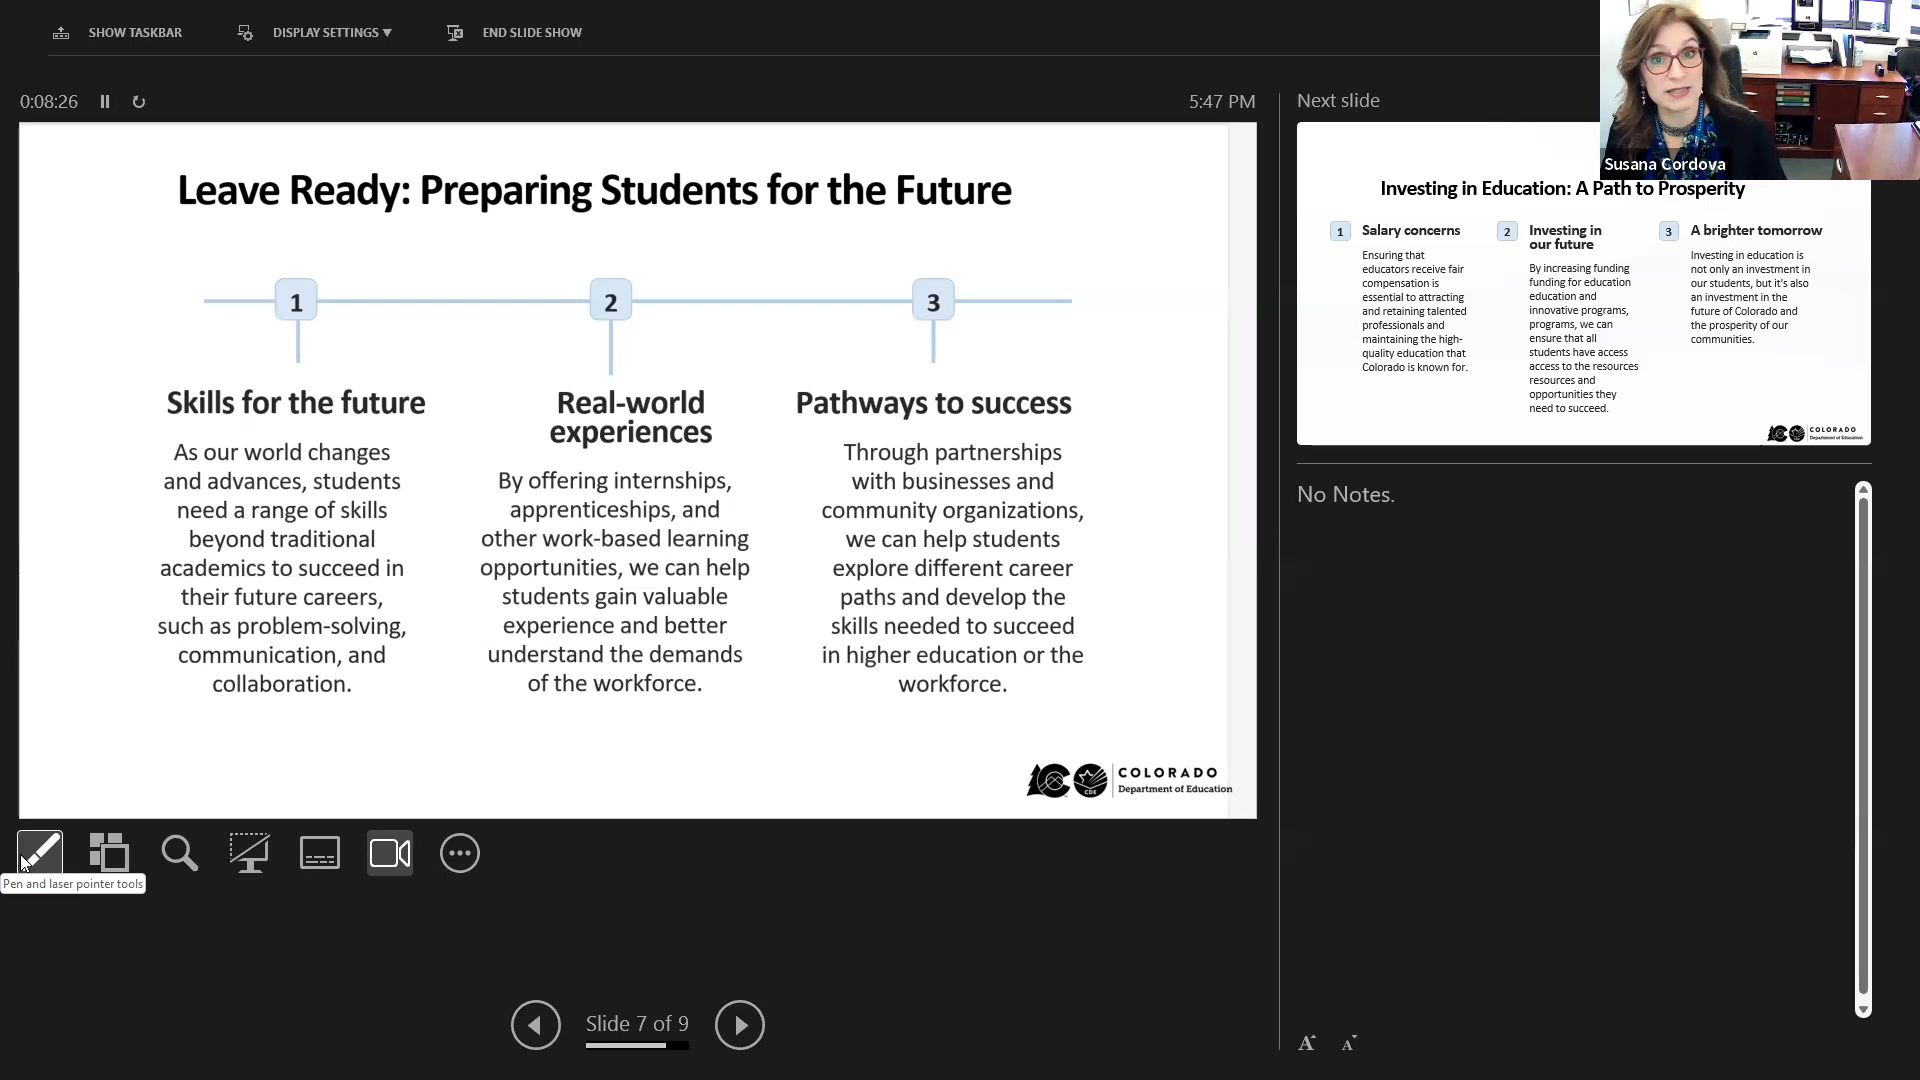 SHOW TASKBAR
DISPLAY SETTINGS ▼
END SLIDE SHOW
0:08:26
5:47 PM
Leave Ready: Preparing Students for the Future
1
2
3
Skills for the future
As our world changes
and advances, students
need a range of skills
beyond traditional
academics to succeed in
their future careers,
such as problem-solving,
communication, and
collaboration.
Real-world
experiences
By offering internships,
apprenticeships, and
other work-based learning
opportunities, we can help
students gain valuable
experience and better
understand the demands
of the workforce.
Pathways to success
Through partnerships
with businesses and
community organizations,
we can help students
explore different career
paths and develop the
skills needed to succeed
in higher education or the
workforce.
CDE
COLORADO
Department of Education
Pen and laser pointer tools
Slide 7 of 9
Next slide
Susana Cordova
Investing in Education: A Path to Prosperity
1
Salary concerns
Ensuring that
educators receive fair
compensation is
essential to attracting
and retaining talented
professionals and
maintaining the high-
quality education that
Colorado is known for.
2
Investing in
our future
By increasing funding
funding for education
education and
innovative programs,
programs, we can
ensure that all
students have access
access to the resources
resources and
opportunities they
need to succeed.
3
A brighter tomorrow
Investing in education is
not only an investment in
our students, but it's also
an investment in the
future of Colorado and
the prosperity of our
communities.
COLORADO
Department of Education
No Notes.
A A